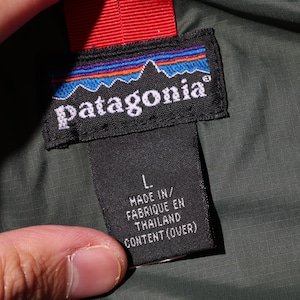 patagonia®
L
MADE IN/
FABRIQUE EN
THAILAND
CONTENT(OVER)